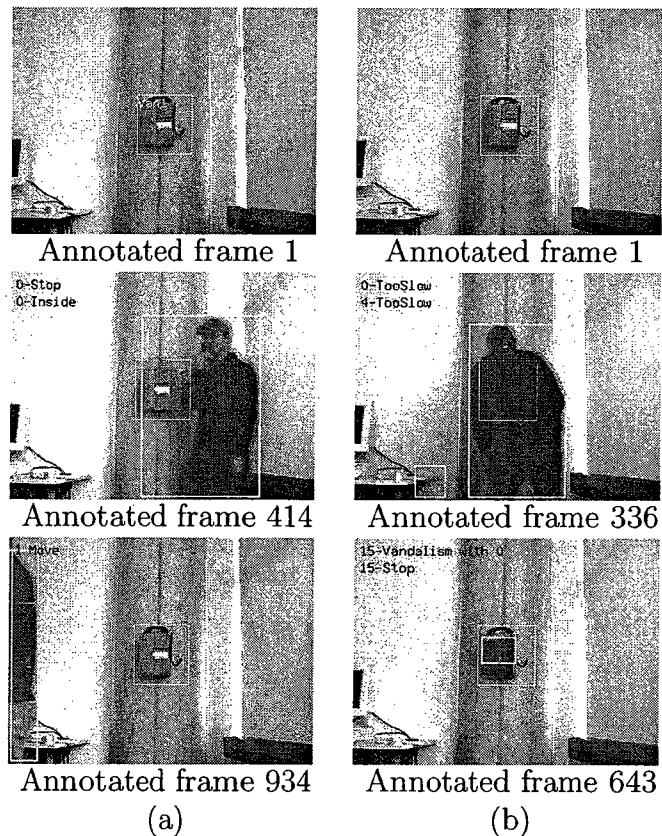 Annotated frame 1
Annotated frame 1
0-Stop
0-Inside
0-TooSlow
4-TooSlow
Annotated frame 414
Annotated frame 336
Move
15-Vandalism with 0
15-Stop
Annotated frame 934
Annotated frame 643
(a)
(b)